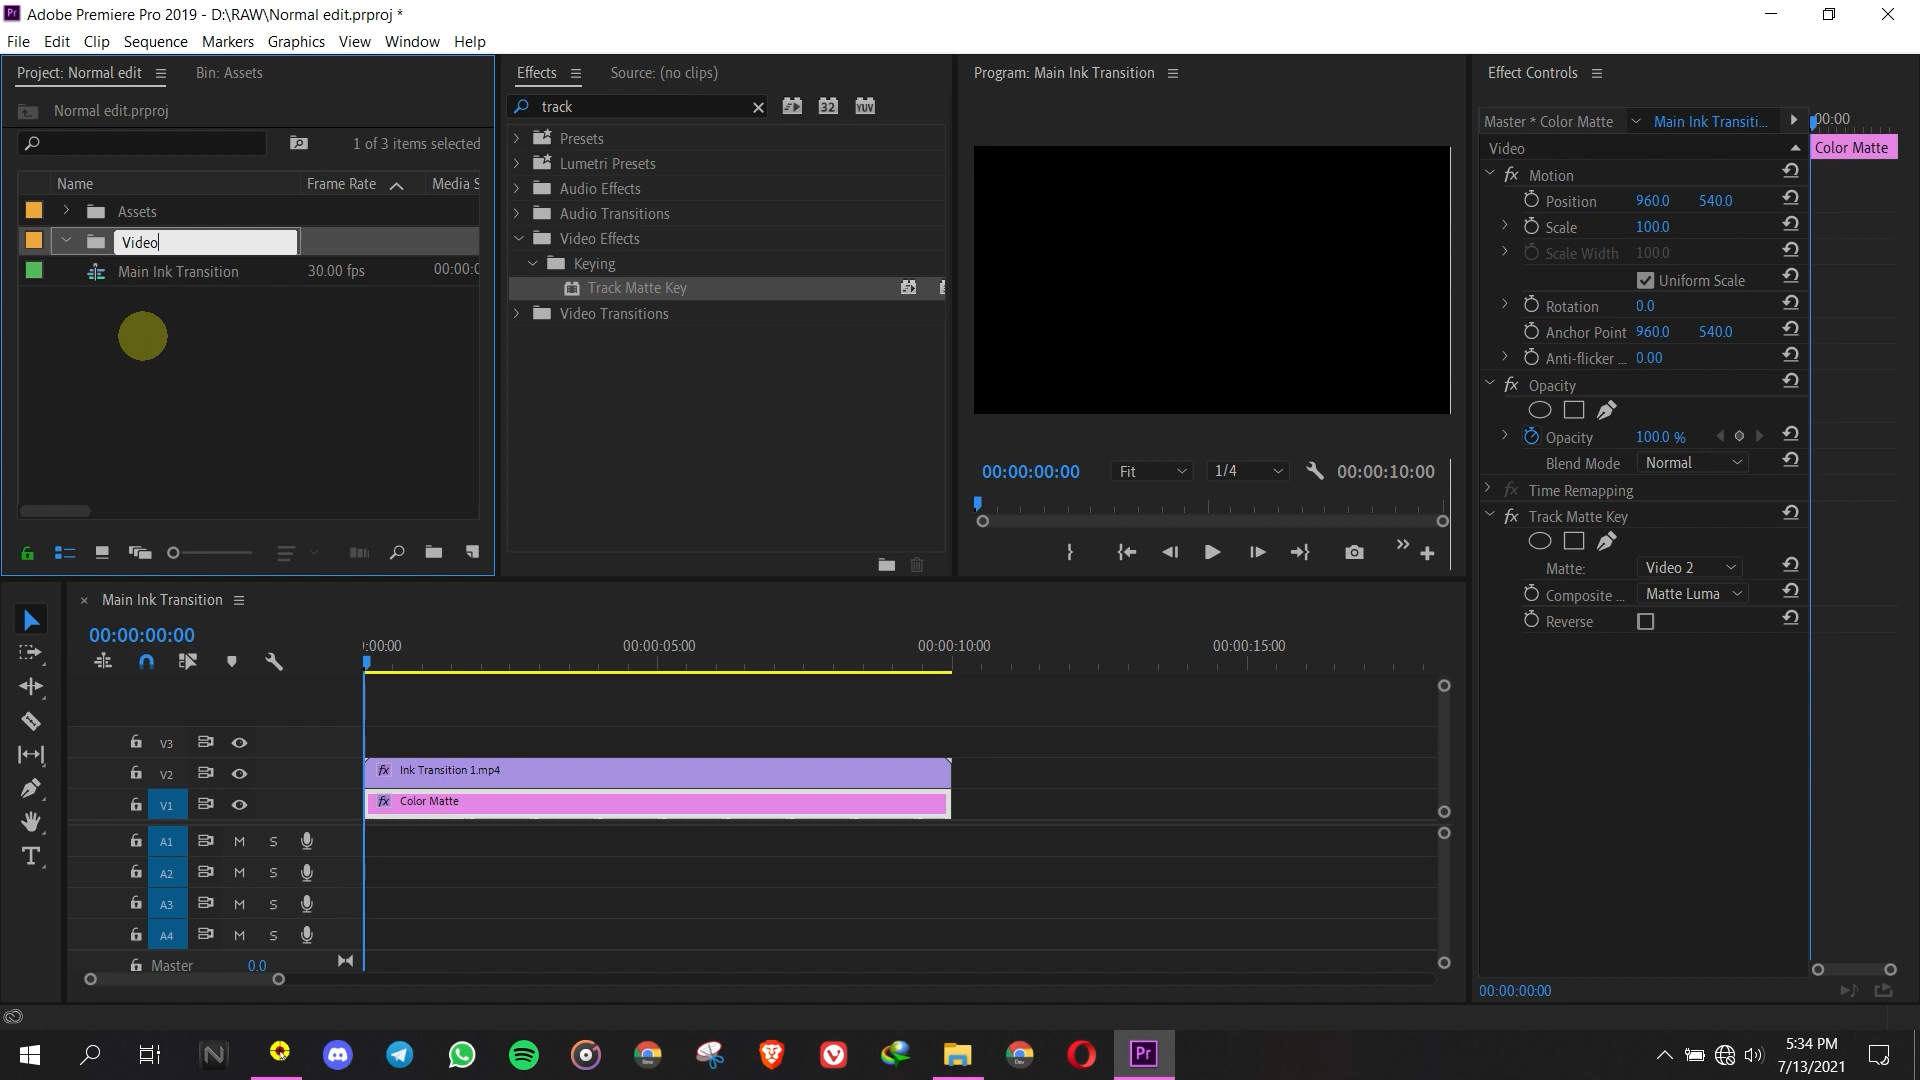 Adobe Premiere Pro 2019 - D:\RAW\Normal edit.prproj *
File Edit Clip Sequence Markers Graphics View Window Help
Project: Normal edit
Bin: Assets
Normal edit.prproj
1 of 3 items selected
Name Frame Rate Media S
Assets
Video
Main Ink Transition 30.00 fps 00:00:0
Effects
Source: (no clips)
track
32
YUV
Presets
Lumetri Presets
Audio Effects
Audio Transitions
Video Effects
Keying
Track Matte Key
Video Transitions
Program: Main Ink Transition
00:00:00:00 Fit 1/4 00:00:10:00
Effect Controls
Master * Color Matte Main Ink Transiti... :00:00
Video Color Matte
fx Motion
Position 960.0 540.0
Scale 100.0
Scale Width 100.0
Uniform Scale
Rotation 0.0
Anchor Point 960.0 540.0
Anti-flicker ... 0.00
fx Opacity
Opacity 100.0 %
Blend Mode Normal
fx Time Remapping
fx Track Matte Key
Matte: Video 2
Composite ... Matte Luma
Reverse
00:00:00:00
× Main Ink Transition
00:00:00:00
:00:00 00:00:05:00 00:00:10:00 00:00:15:00
V3
V2 fx Ink Transition 1.mp4
V1 fx Color Matte
A1 M S
A2 M S
A3 M S
A4 M S
Master 0.0
T
Pr
5:34 PM
7/13/2021